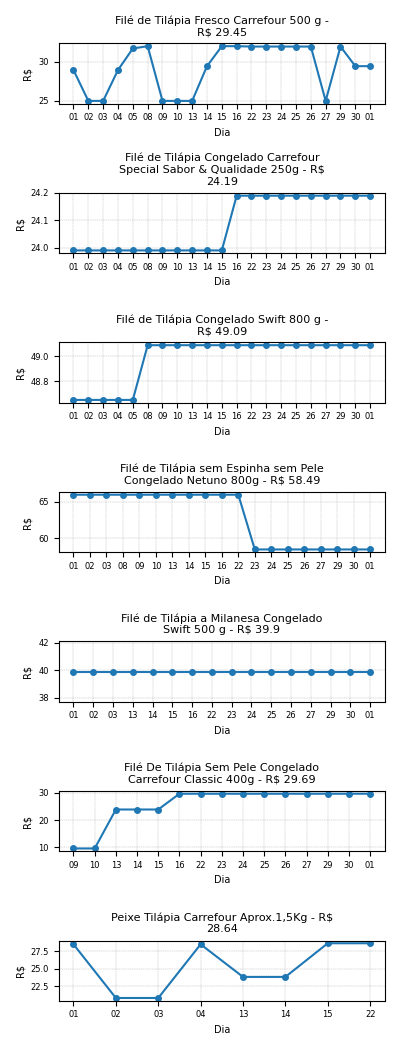 Filé de Tilápia Fresco Carrefour 500 g -
R$ 29.45
30
25
R$
01 02 03 04 05 08 09 10 13 14 15 16 22 23 24 25 26 27 29 30 01
Dia
Filé de Tilápia Congelado Carrefour
Special Sabor & Qualidade 250g - R$
24.19
24.2
24.1
24.0
R$
01 02 03 04 05 08 09 10 13 14 15 16 22 23 24 25 26 27 29 30 01
Dia
Filé de Tilápia Congelado Swift 800 g -
R$ 49.09
49.0
48.8
R$
01 02 03 04 05 08 09 10 13 14 15 16 22 23 24 25 26 27 29 30 01
Dia
Filé de Tilápia sem Espinha sem Pele
Congelado Netuno 800g - R$ 58.49
65
60
R$
01 02 03 08 09 10 13 14 15 16 22 23 24 25 26 27 29 30 01
Dia
Filé de Tilápia a Milanesa Congelado
Swift 500 g - R$ 39.9
42
40
38
R$
01 02 03 13 14 15 16 22 23 24 25 26 27 29 30 01
Dia
Filé De Tilápia Sem Pele Congelado
Carrefour Classic 400g - R$ 29.69
30
20
10
R$
09 10 13 14 15 16 22 23 24 25 26 27 29 30 01
Dia
Peixe Tilápia Carrefour Aprox.1,5Kg - R$
28.64
27.5
25.0
22.5
R$
01 02 03 04 13 14 15 22
Dia